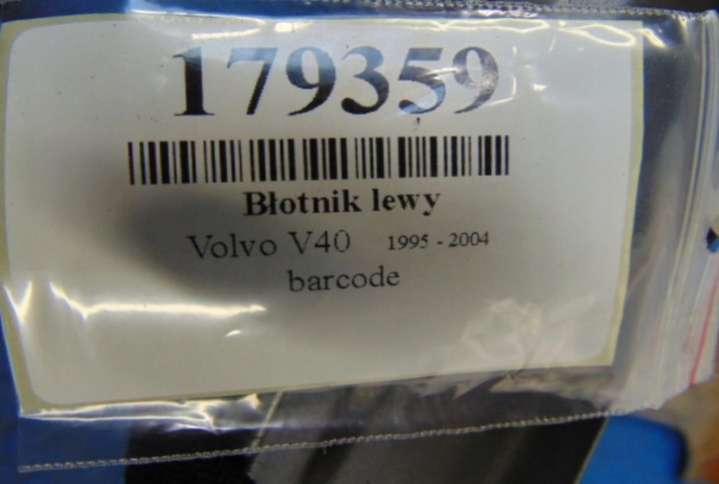 179359
Błotnik lewy
Volvo V40 1995 - 2004
barcode